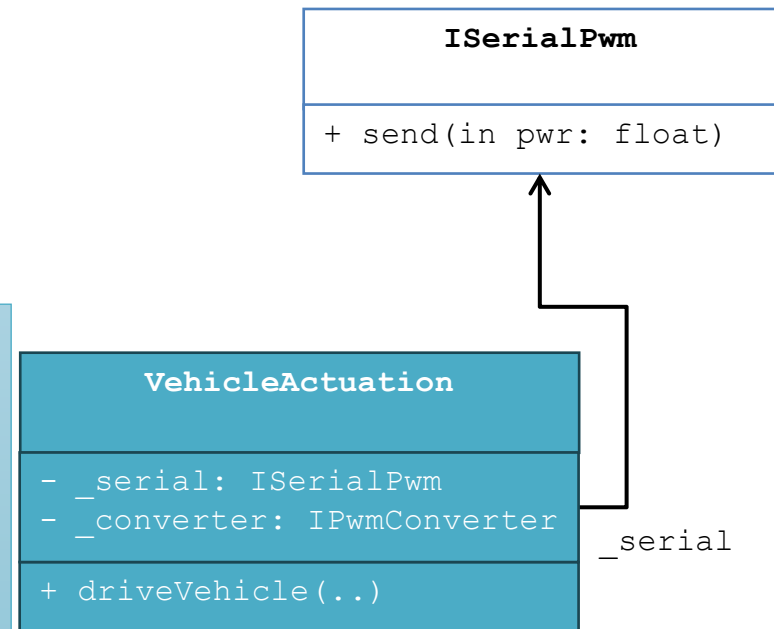 ISerialPwm
+ send(in pwr: float)
VehicleActuation
- _serial: ISerialPwm
- _converter: IPwmConverter
_serial
+ driveVehicle(..)